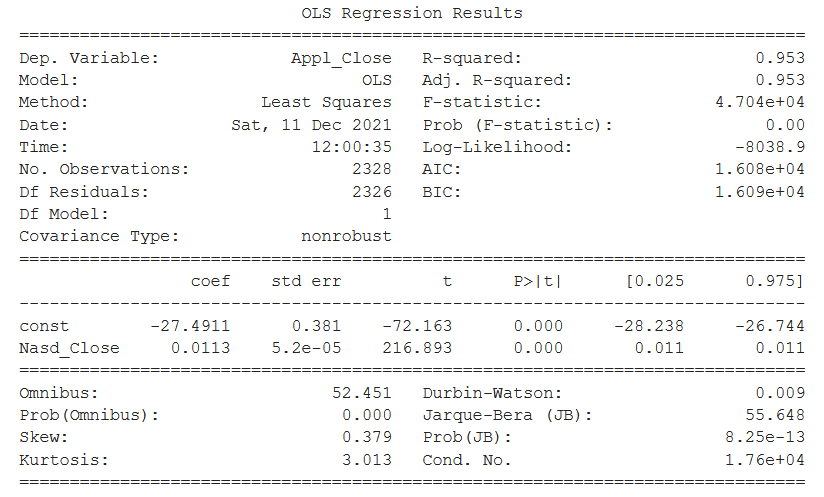 OLS Regression Results
==============================================================================
Dep. Variable: Appl_Close R-squared: 0.953
Model: OLS Adj. R-squared: 0.953
Method: Least Squares F-statistic: 4.704e+04
Date: Sat, 11 Dec 2021 Prob (F-statistic): 0.00
Time: 12:00:35 Log-Likelihood: -8038.9
No. Observations: 2328 AIC: 1.608e+04
Df Residuals: 2326 BIC: 1.609e+04
Df Model: 1
Covariance Type: nonrobust
==============================================================================
coef std err t P>|t| [0.025 0.975]
------------------------------------------------------------------------------
const -27.4911 0.381 -72.163 0.000 -28.238 -26.744
Nasd_Close 0.0113 5.2e-05 216.893 0.000 0.011 0.011
==============================================================================
Omnibus: 52.451 Durbin-Watson: 0.009
Prob(Omnibus): 0.000 Jarque-Bera (JB): 55.648
Skew: 0.379 Prob(JB): 8.25e-13
Kurtosis: 3.013 Cond. No. 1.76e+04
==============================================================================